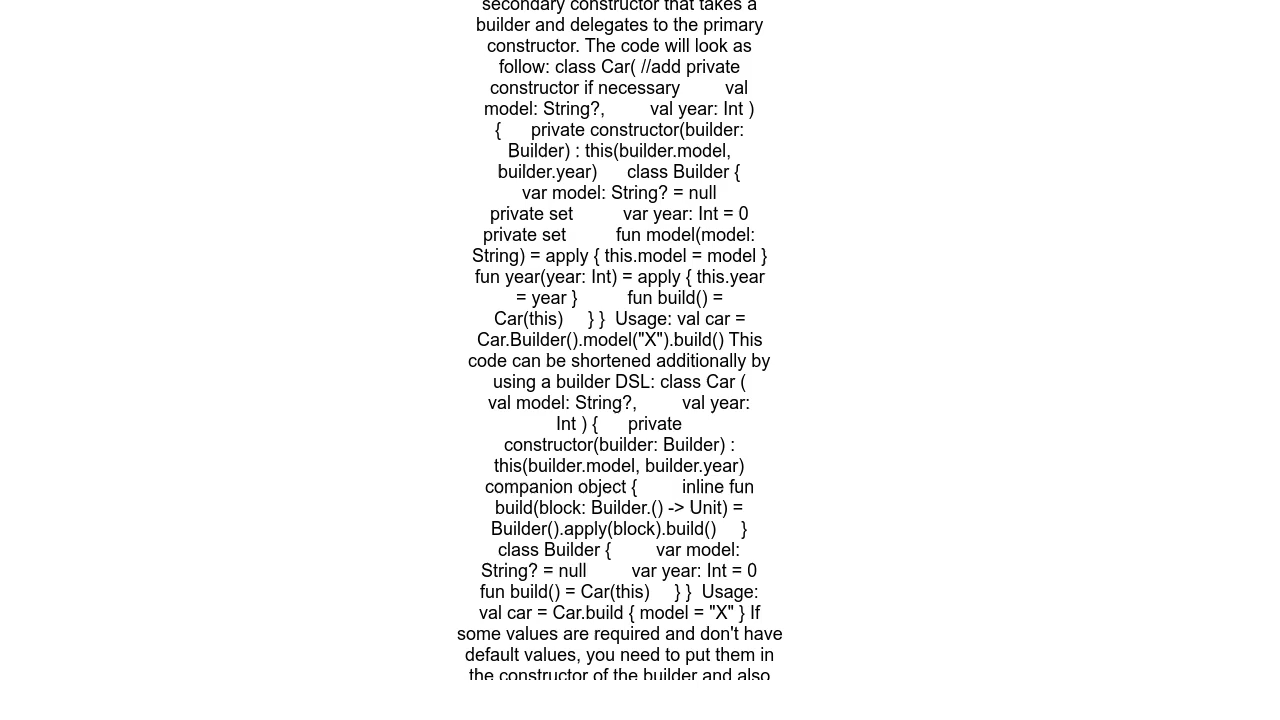 secondary constructor that takes a
builder and delegates to the primary
constructor. The code will look as
follow: class Car( //add private
constructor if necessary         val
model: String?,         val year: Int )
{      private constructor(builder:
Builder) : this(builder.model,
builder.year)      class Builder {
var model: String? = null
private set          var year: Int = 0
private set          fun model(model:
String) = apply { this.model = model }
fun year(year: Int) = apply { this.year
= year }          fun build() =
Car(this)     } }  Usage: val car =
Car.Builder().model("X").build() This
code can be shortened additionally by
using a builder DSL: class Car (
val model: String?,         val year:
Int ) {      private
constructor(builder: Builder) :
this(builder.model, builder.year)
companion object {         inline fun
build(block: Builder.() -> Unit) =
Builder().apply(block).build()     }
class Builder {         var model:
String? = null         var year: Int = 0
fun build() = Car(this)     } }  Usage:
val car = Car.build { model = "X" } If
some values are required and don't have
default values, you need to put them in
the constructor of the builder and also